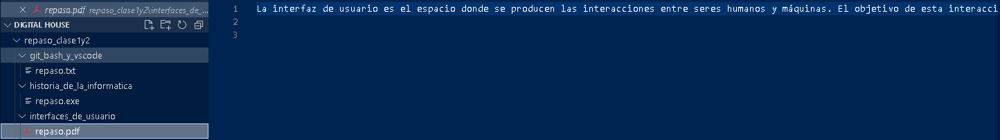 repaso.pdf repaso_clase1y2\interfaces_de_...
DIGITAL HOUSE
repaso_clase1y2
git_bash_y_vscode
repaso.txt
historia_de_la_informatica
repaso.exe
interfaces_de_usuario
repaso.pdf
1 La interfaz de usuario es el espacio donde se producen las interacciones entre seres humanos y máquinas. El objetivo de esta interacci
2
3